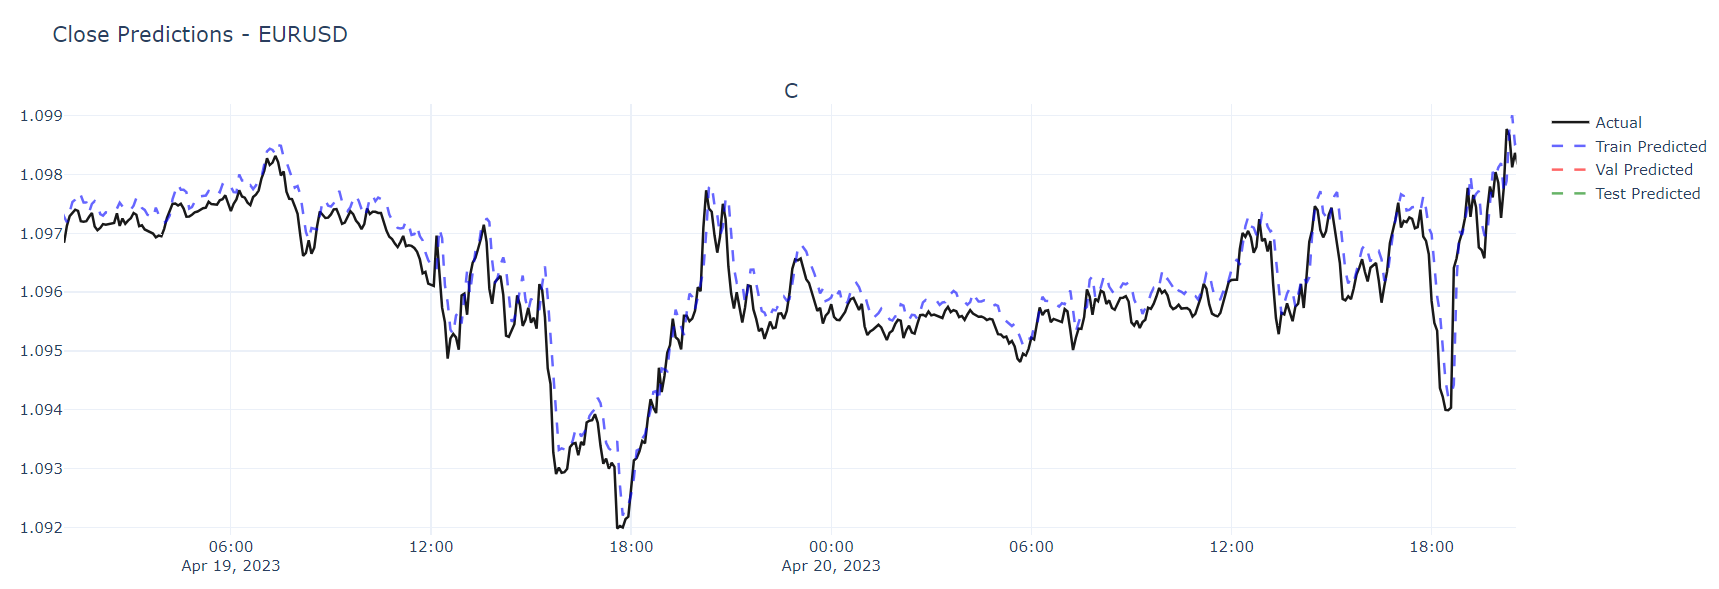 Close Predictions - EURUSD
C
1.099
1.098
1.097
1.096
1.095
1.094
1.093
1.092
06:00
Apr 19, 2023
12:00
18:00
00:00
Apr 20, 2023
06:00
12:00
18:00
Actual
Train Predicted
Val Predicted
Test Predicted